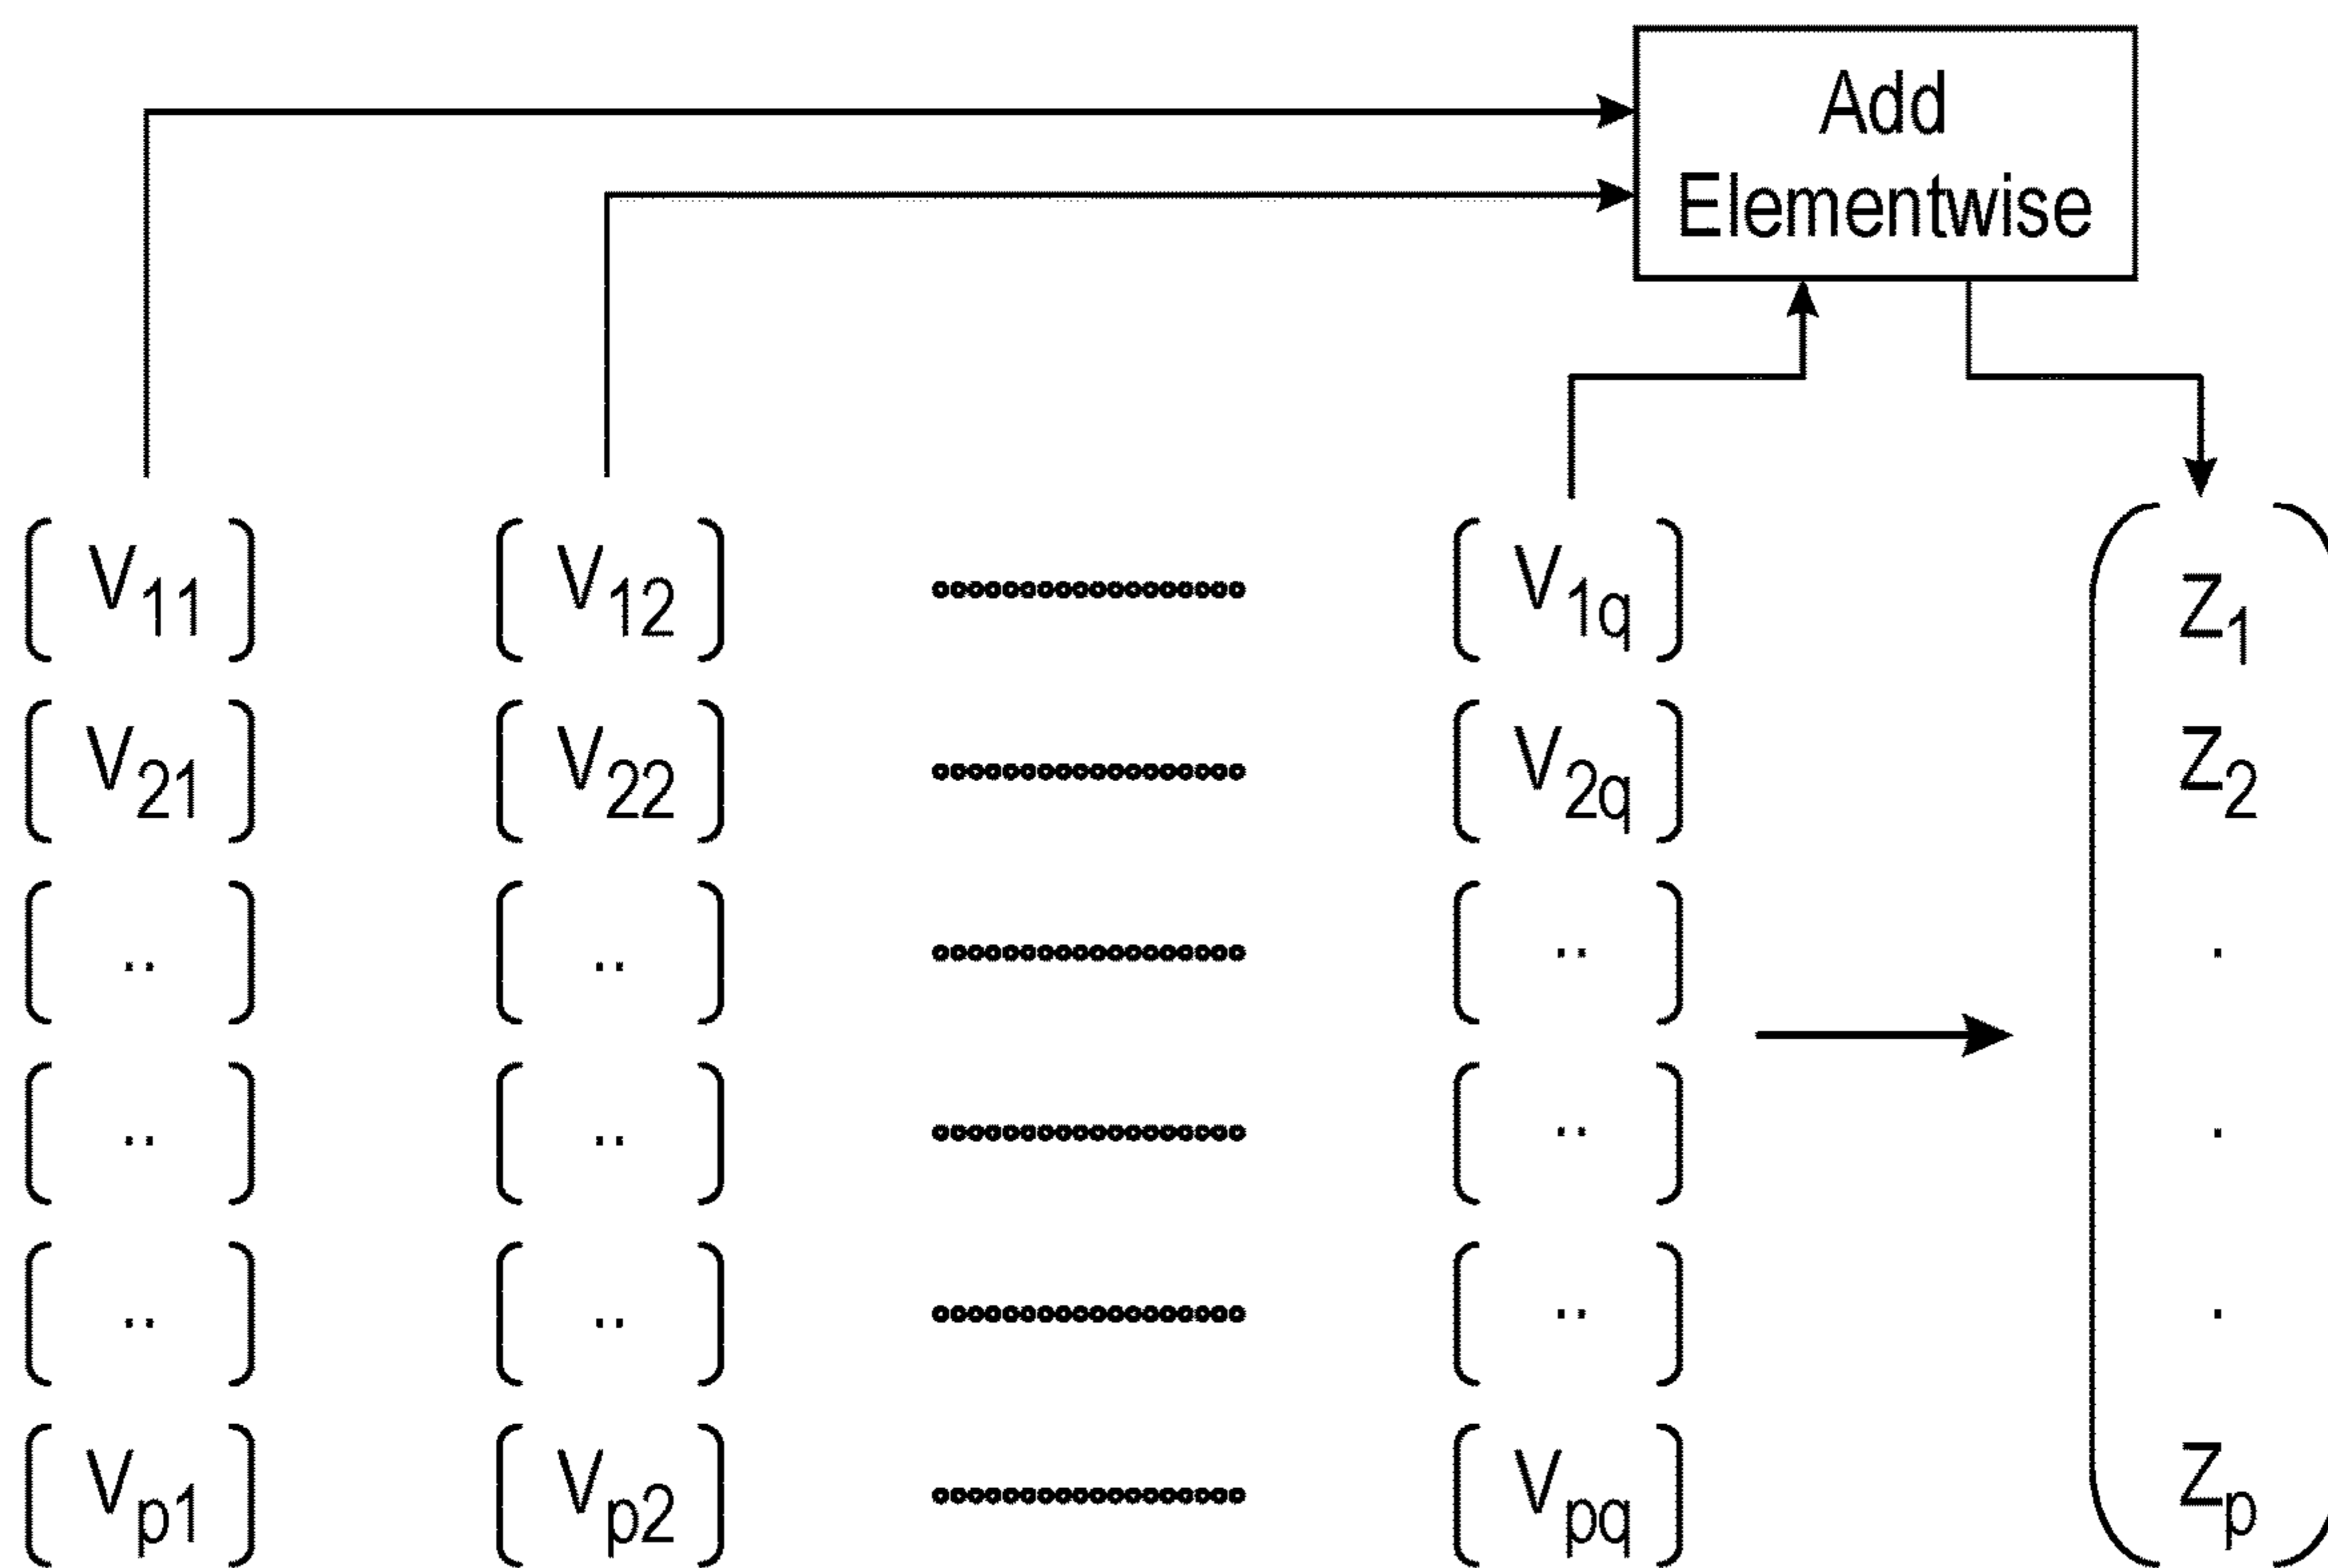 Add
Elementwise
V11 V12 V1q Z1
V21 V22 V2q Z2
.. .. .. .
.. .. .. .
.. .. .. .
Vp1 Vp2 Vpq Zp